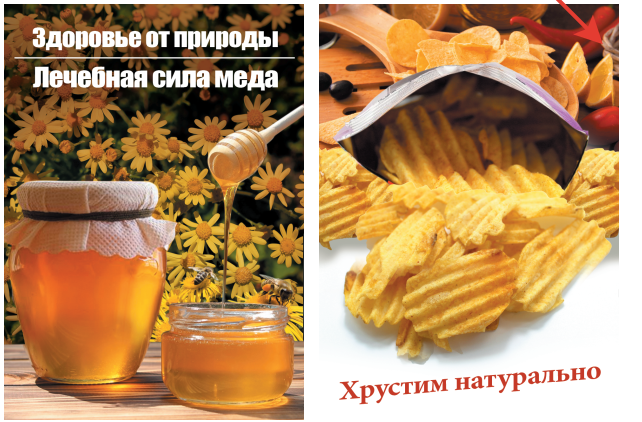 Здоровье от природы
Лечебная сила меда
Хрустим натурально